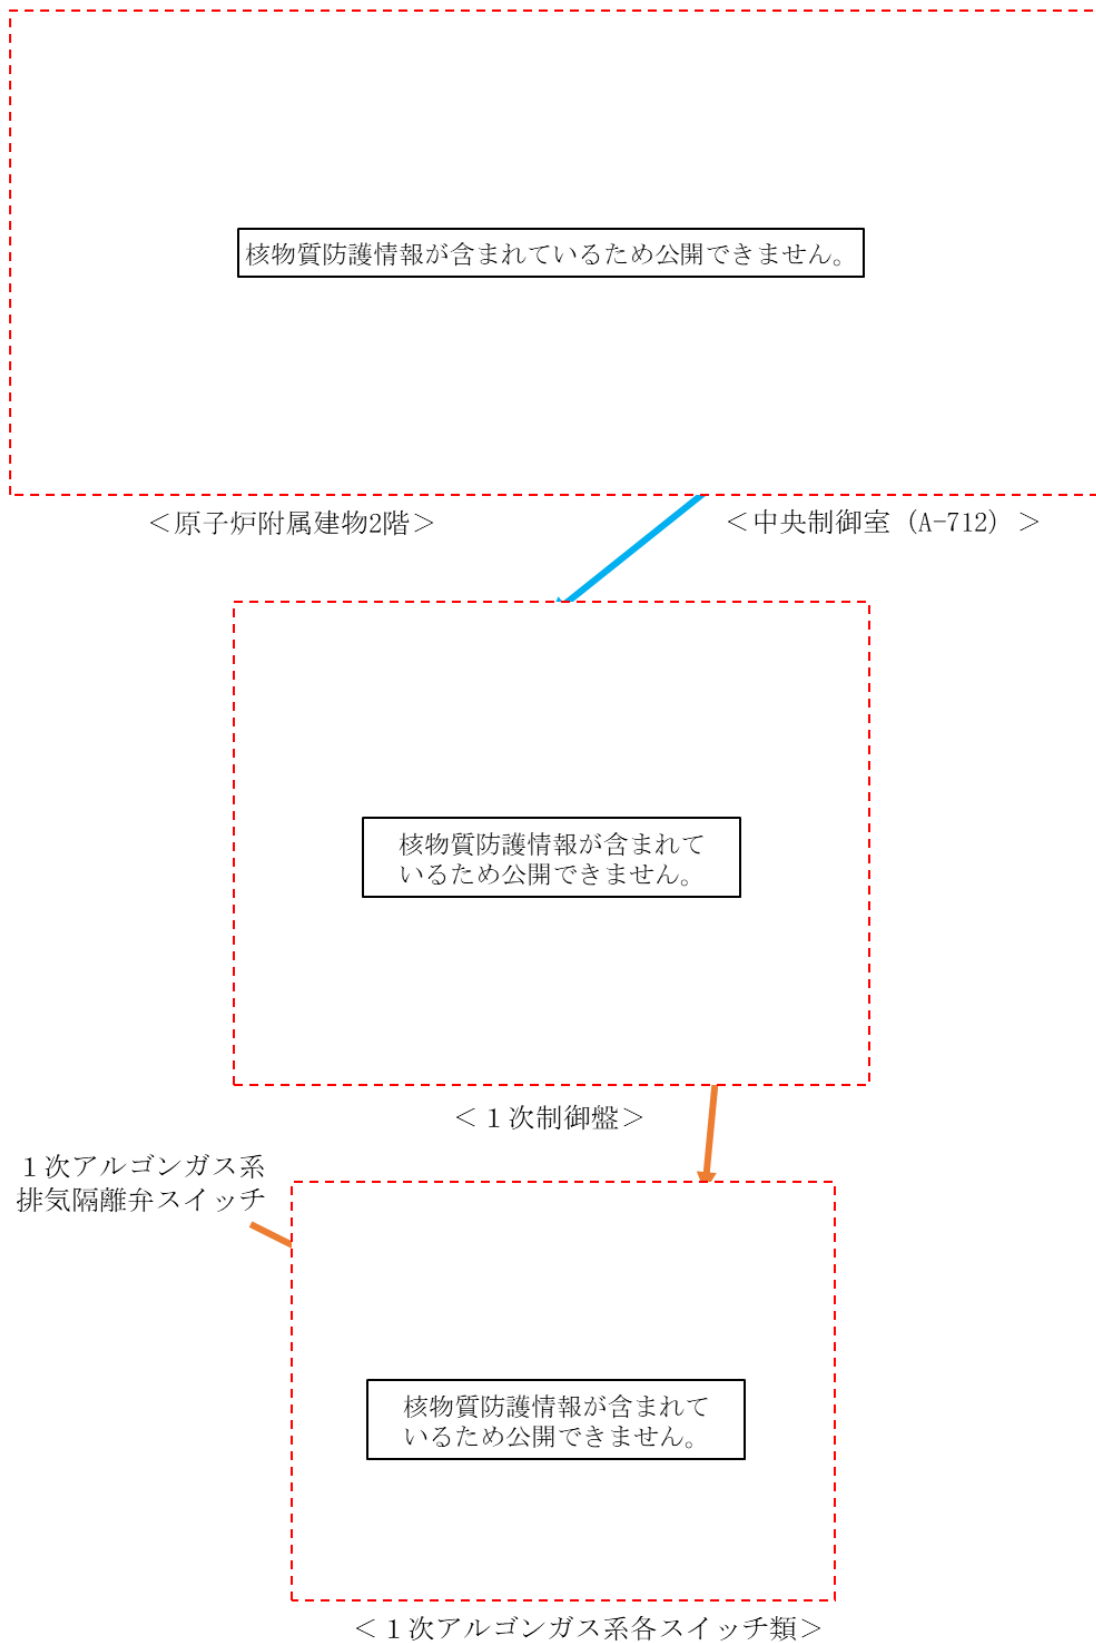 核物質防護情報が含まれているため公開できません。
＜原子炉附属建物2階＞
＜中央制御室（A-712）＞
核物質防護情報が含まれて
いるため公開できません。
＜１次制御盤＞
１次アルゴンガス系
排気隔離弁スイッチ
核物質防護情報が含まれて
いるため公開できません。
＜１次アルゴンガス系各スイッチ類＞